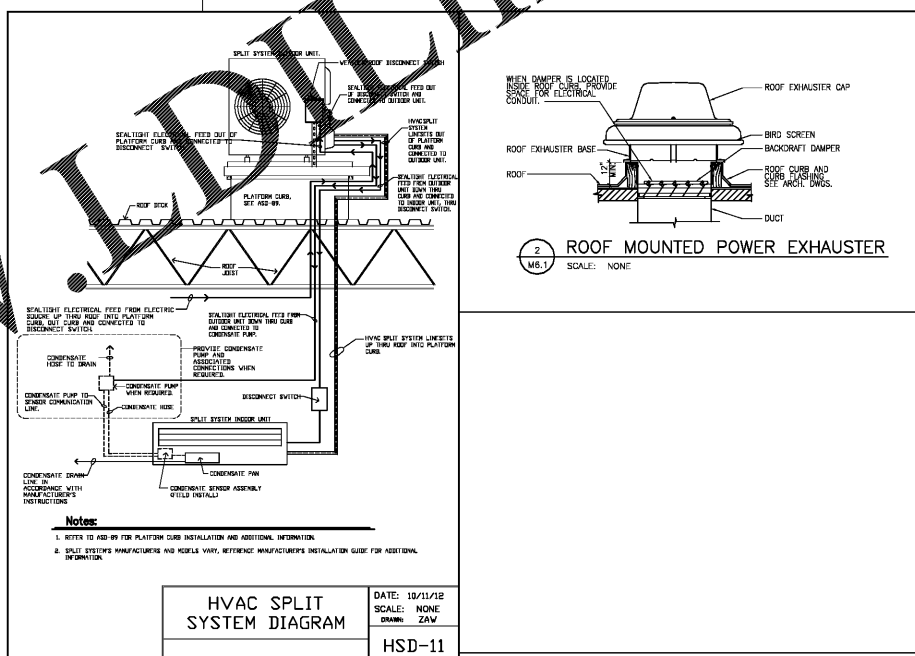 SPLIT SYSTEM OUTDOOR UNIT.
WEATHERPROOF DISCONNECT SWITCH
SEALTIGHT ELECTRICAL FEED OUT
OF DISCONNECT SWITCH AND
CONNECTED TO OUTDOOR UNIT.
SEALTIGHT ELECTRICAL FEED OUT OF
PLATFORM CURB AND CONNECTED TO
DISCONNECT SWITCH
HVAC SPLIT
SYSTEM
LINESETS OUT
OF PLATFORM
CURB AND
CONNECTED TO
OUTDOOR UNIT.
SEALTIGHT ELECTRICAL
FEED FROM OUTDOOR
UNIT DOWN THRU
CURB AND CONNECTED
TO INDOOR UNIT, THRU
DISCONNECT SWITCH.
PLATFORM CURB,
SEE ASD-89.
ROOF DECK
ROOF
JOIST
SEALTIGHT ELECTRICAL FEED FROM ELECTRIC
SOUCRE UP THRU ROOF INTO PLATFORM
CURB, OUT CURB AND CONNECTED TO
DISCONNECT SWITCH.
SEALTIGHT ELECTRICAL FEED FROM
OUTDOOR UNIT DOWN THRU CURB
AND CONNECTED TO
CONDENSATE PUMP.
HVAC SPLIT SYSTEM LINESETS
UP THRU ROOF INTO PLATFORM
CURB.
CONDENSATE
HOSE TO DRAIN
PROVIDE CONDENSATE
PUMP AND
ASSOCIATED
CONNECTIONS WHEN
REQUIRED.
CONDENSATE PUMP
WHEN REQUIRED.
CONDENSATE PUMP TO
SENSOR COMMUNICATION
LINE.
CONDENSATE HOSE
DISCONNECT SWITCH
SPLIT SYSTEM INDOOR UNIT
CONDENSATE PAN
CONDENSATE SENSOR ASSEMBLY
(FIELD INSTALL)
CONDENSATE DRAIN
LINE IN
ACCORDANCE WITH
MANUFACTURER'S
INSTRUCTIONS
Notes:
1. REFER TO ASD-89 FOR PLATFORM CURB INSTALLATION AND ADDITIONAL INFORMATION.
2. SPLIT SYSTEM'S MANUFACTURERS AND MODELS VARY, REFERENCE MANUFACTURER'S INSTALLATION GUIDE FOR ADDITIONAL
INFORMATION.
HVAC SPLIT
SYSTEM DIAGRAM
DATE: 10/11/12
SCALE: NONE
DRAWN: ZAW
HSD-11
WHEN DAMPER IS LOCATED
INSIDE ROOF CURB, PROVIDE
SPACE FOR ELECTRICAL
CONDUIT.
ROOF EXHAUSTER CAP
BIRD SCREEN
BACKDRAFT DAMPER
ROOF EXHAUSTER BASE
12"
MIN.
ROOF
ROOF CURB AND
CURB FLASHING
SEE ARCH. DWGS.
DUCT
2
M6.1
ROOF MOUNTED POWER EXHAUSTER
SCALE: NONE